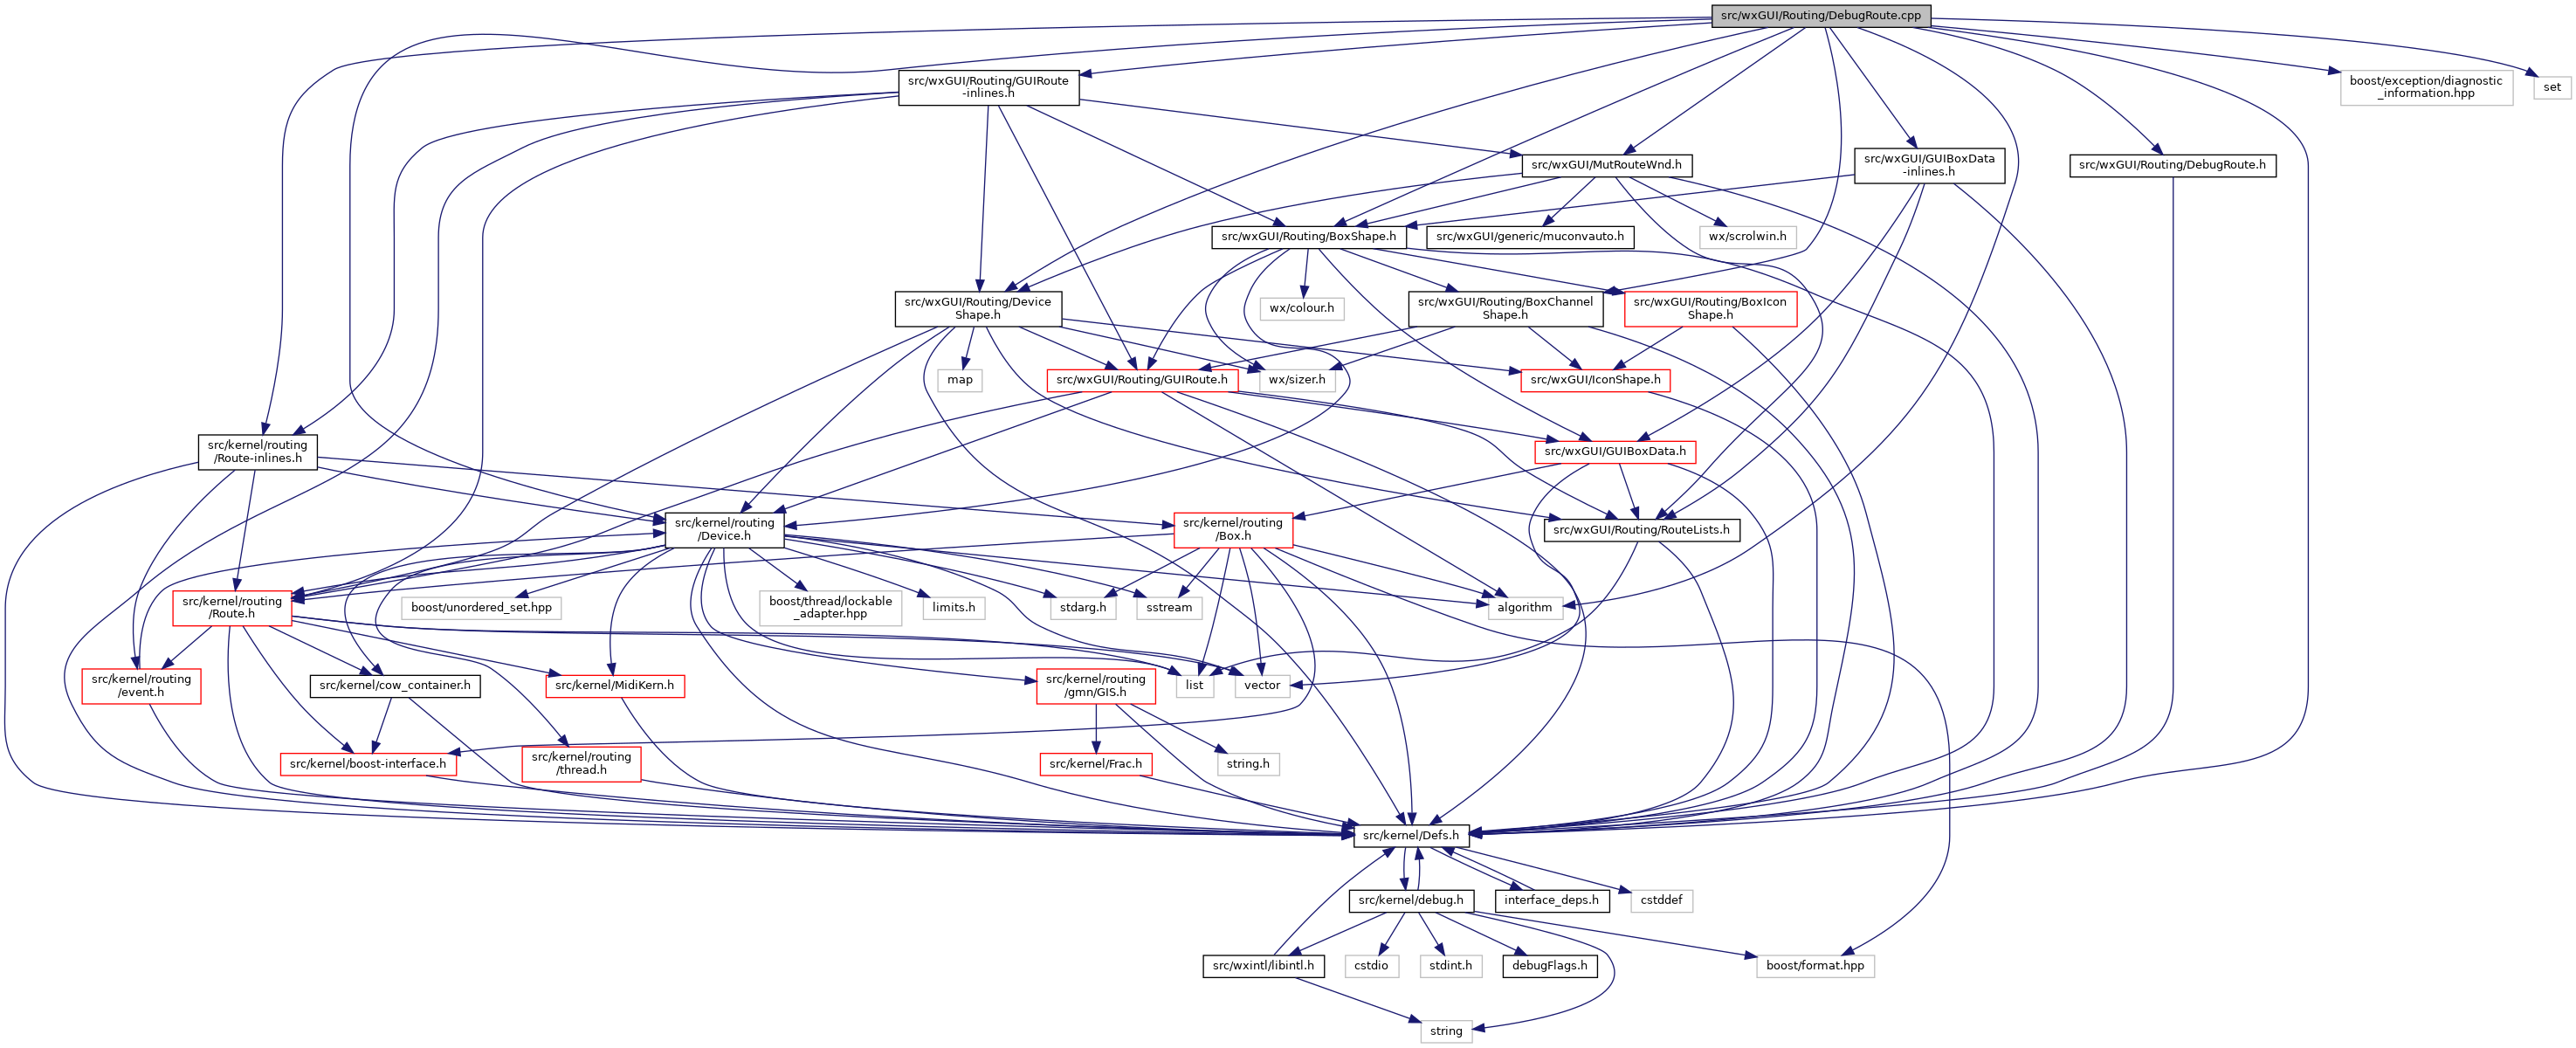 src/wxGUI/Routing/DebugRoute.cpp
src/wxGUI/Routing/GUIRoute
-inlines.h
boost/exception/diagnostic
_information.hpp
set
src/wxGUI/MutRouteWnd.h
src/wxGUI/GUIBoxData
-inlines.h
src/wxGUI/Routing/DebugRoute.h
src/wxGUI/Routing/BoxShape.h
src/wxGUI/generic/muconvauto.h
wx/scrolwin.h
src/wxGUI/Routing/Device
Shape.h
wx/colour.h
src/wxGUI/Routing/BoxChannel
Shape.h
src/wxGUI/Routing/BoxIcon
Shape.h
map
src/wxGUI/Routing/GUIRoute.h
wx/sizer.h
src/wxGUI/IconShape.h
src/kernel/routing
/Route-inlines.h
src/wxGUI/GUIBoxData.h
src/kernel/routing
/Device.h
src/kernel/routing
/Box.h
src/wxGUI/Routing/RouteLists.h
src/kernel/routing
/Route.h
boost/unordered_set.hpp
boost/thread/lockable
_adapter.hpp
limits.h
stdarg.h
sstream
algorithm
src/kernel/routing
/event.h
src/kernel/cow_container.h
src/kernel/MidiKern.h
src/kernel/routing
/gmn/GIS.h
list
vector
src/kernel/boost-interface.h
src/kernel/routing
/thread.h
src/kernel/Frac.h
string.h
src/kernel/Defs.h
src/kernel/debug.h
interface_deps.h
cstddef
src/wxintl/libintl.h
cstdio
stdint.h
debugFlags.h
boost/format.hpp
string